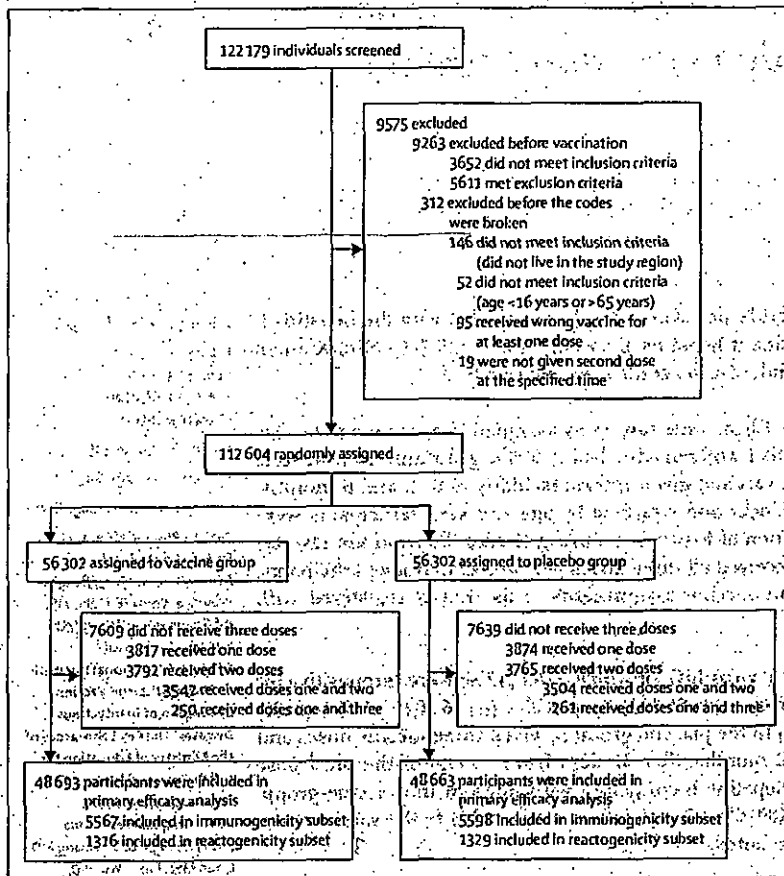 122 179 individuals screened
9575 excluded
9263 excluded before vaccination
3652 did not meet inclusion criteria
5611 met exclusion criteria
312 excluded before the codes
were broken
146 did not meet inclusion criteria
(did not live in the study region)
52 did not meet inclusion criteria
(age <16 years or >65 years)
95 received wrong vaccine for
at least one dose
19 were not given second dose
at the specified time
112 604 randomly assigned
56 302 assigned to vaccine group
56 302 assigned to placebo group
7609 did not receive three doses
3817 received one dose
3792 received two doses
3542 received doses one and two
250 received doses one and three
7639 did not receive three doses
3874 received one dose
3765 received two doses
3504 received doses one and two
261 received doses one and three
48 693 participants were included in
primary efficacy analysis
5567 included in immunogenicity subset
1316 included in reactogenicity subset
48 663 participants were included in
primary efficacy analysis
5598 included in immunogenicity subset
1329 included in reactogenicity subset